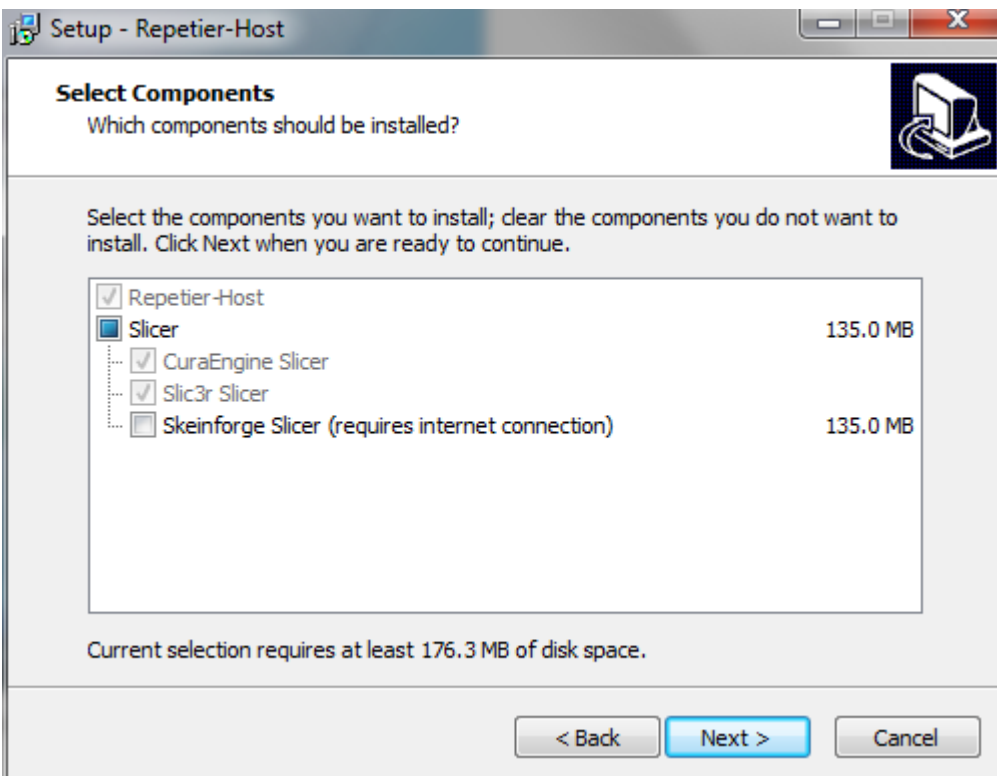 Setup - Repetier-Host
Select Components
Which components should be installed?
Select the components you want to install; clear the components you do not want to
install. Click Next when you are ready to continue.
Repetier-Host
Slicer 135.0 MB
CuraEngine Slicer
Slic3r Slicer
Skeinforge Slicer (requires internet connection) 135.0 MB
Current selection requires at least 176.3 MB of disk space.
< Back Next > Cancel